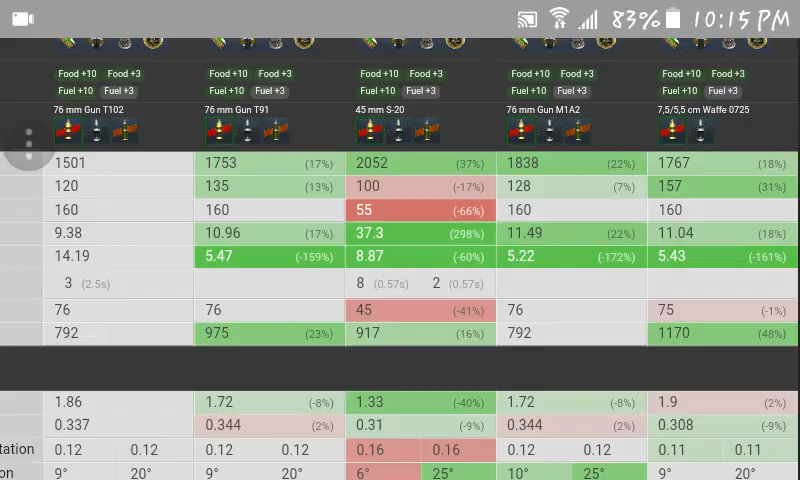 83% 10:15 PM
Food +10 Food +3 Food +10 Food +3 Food +10 Food +3 Food +10 Food +3 Food +10 Food +3
Fuel +10 Fuel +3 Fuel +10 Fuel +3 Fuel +10 Fuel +3 Fuel +10 Fuel +3 Fuel +10 Fuel +3
76 mm Gun T102 76 mm Gun T91 45 mm S-20 76 mm Gun M1A2 7,5/5,5 cm Waffe 0725
1501 1753 (17%) 2052 (37%) 1838 (22%) 1767 (18%)
120 135 (13%) 100 (-17%) 128 (7%) 157 (31%)
160 160 55 (-66%) 160 160
9.38 10.96 (17%) 37.3 (298%) 11.49 (22%) 11.04 (18%)
14.19 5.47 (-159%) 8.87 (-60%) 5.22 (-172%) 5.43 (-161%)
3 (2.5s) 8 (0.57s) 2 (0.57s)
76 76 45 (-41%) 76 75 (-1%)
792 975 (23%) 917 (16%) 792 1170 (48%)
1.86 1.72 (-8%) 1.33 (-40%) 1.72 (-8%) 1.9 (2%)
0.337 0.344 (2%) 0.31 (-9%) 0.344 (2%) 0.308 (-9%)
tation 0.12 0.12 0.12 0.12 0.16 0.16 0.12 0.12 0.11 0.11
on 9° 20° 9° 20° 6° 25° 10° 25° 9° 20°